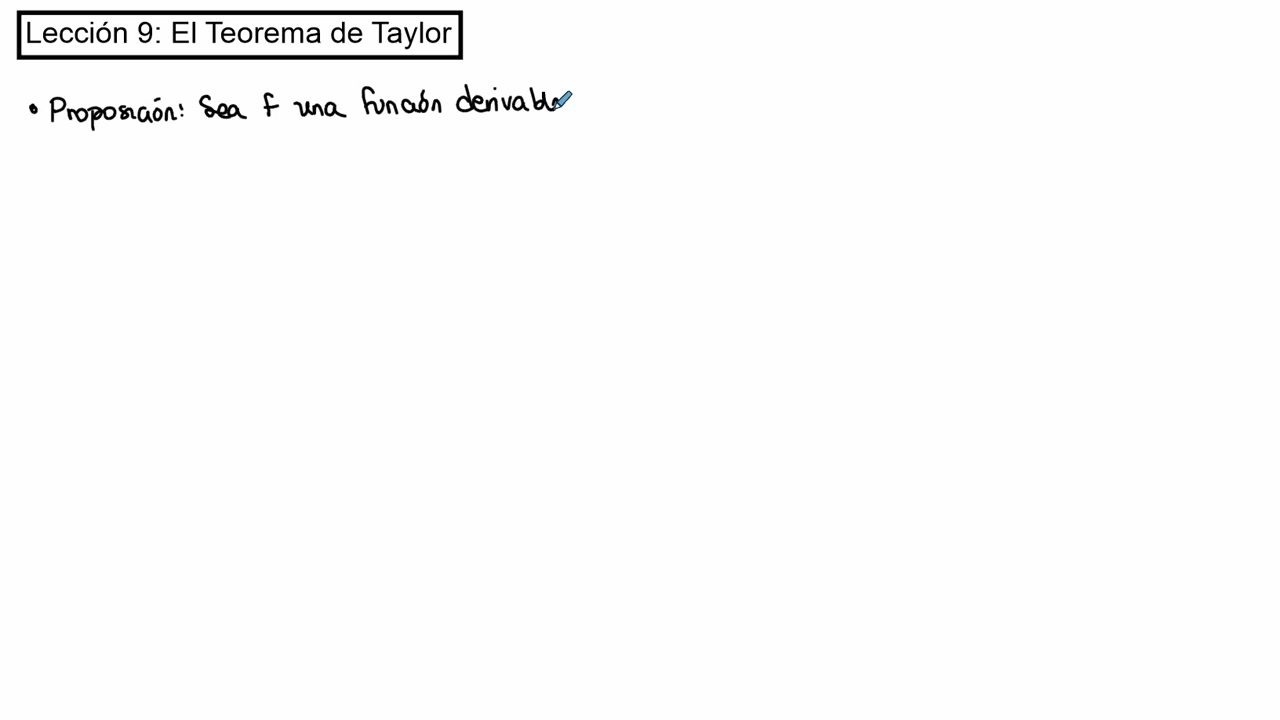 Lección 9: El Teorema de Taylor
• Proposición: Sea f una función derivable